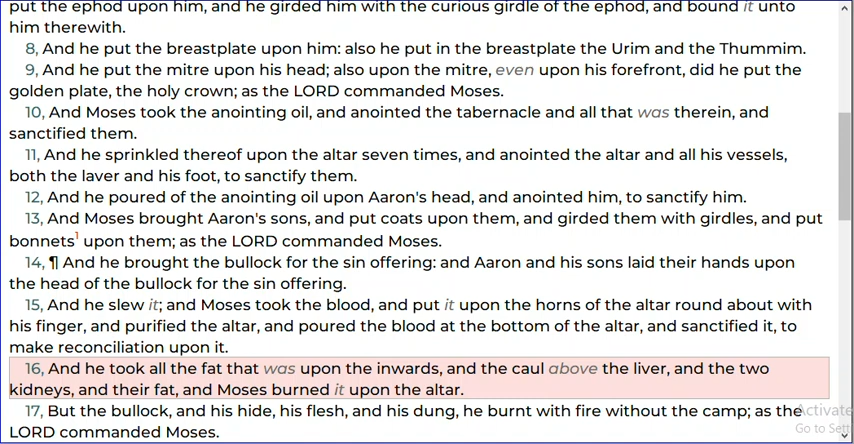 put the ephod upon him, and he girded him with the curious girdle of the ephod, and bound it unto
him therewith.
8, And he put the breastplate upon him: also he put in the breastplate the Urim and the Thummim.
9, And he put the mitre upon his head; also upon the mitre, even upon his forefront, did he put the
golden plate, the holy crown; as the LORD commanded Moses.
10, And Moses took the anointing oil, and anointed the tabernacle and all that was therein, and
sanctified them.
11, And he sprinkled thereof upon the altar seven times, and anointed the altar and all his vessels,
both the laver and his foot, to sanctify them.
12, And he poured of the anointing oil upon Aaron's head, and anointed him, to sanctify him.
13, And Moses brought Aaron's sons, and put coats upon them, and girded them with girdles, and put
bonnets¹ upon them; as the LORD commanded Moses.
14, ¶ And he brought the bullock for the sin offering: and Aaron and his sons laid their hands upon
the head of the bullock for the sin offering.
15, And he slew it; and Moses took the blood, and put it upon the horns of the altar round about with
his finger, and purified the altar, and poured the blood at the bottom of the altar, and sanctified it, to
make reconciliation upon it.
16, And he took all the fat that was upon the inwards, and the caul above the liver, and the two
kidneys, and their fat, and Moses burned it upon the altar.
17, But the bullock, and his hide, his flesh, and his dung, he burnt with fire without the camp; as the
LORD commanded Moses.
Activate
Go to Sett